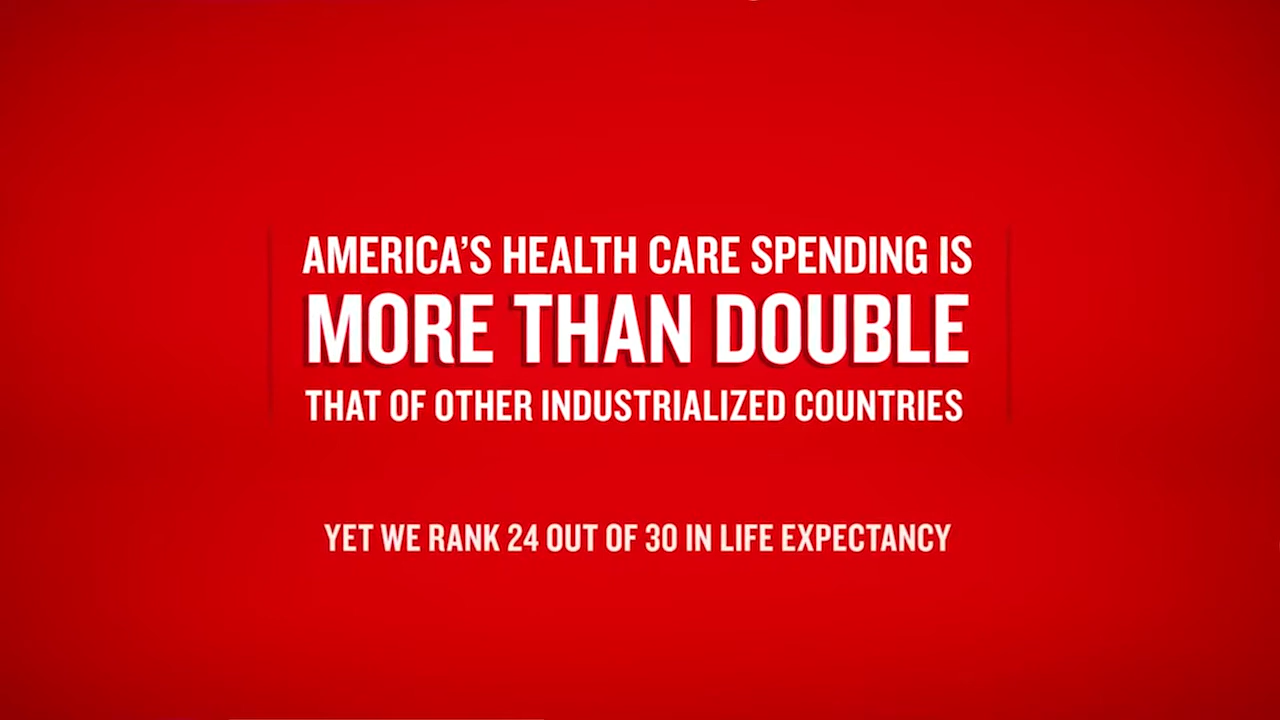 AMERICA'S HEALTH CARE SPENDING IS
MORE THAN DOUBLE
THAT OF OTHER INDUSTRIALIZED COUNTRIES
YET WE RANK 24 OUT OF 30 IN LIFE EXPECTANCY